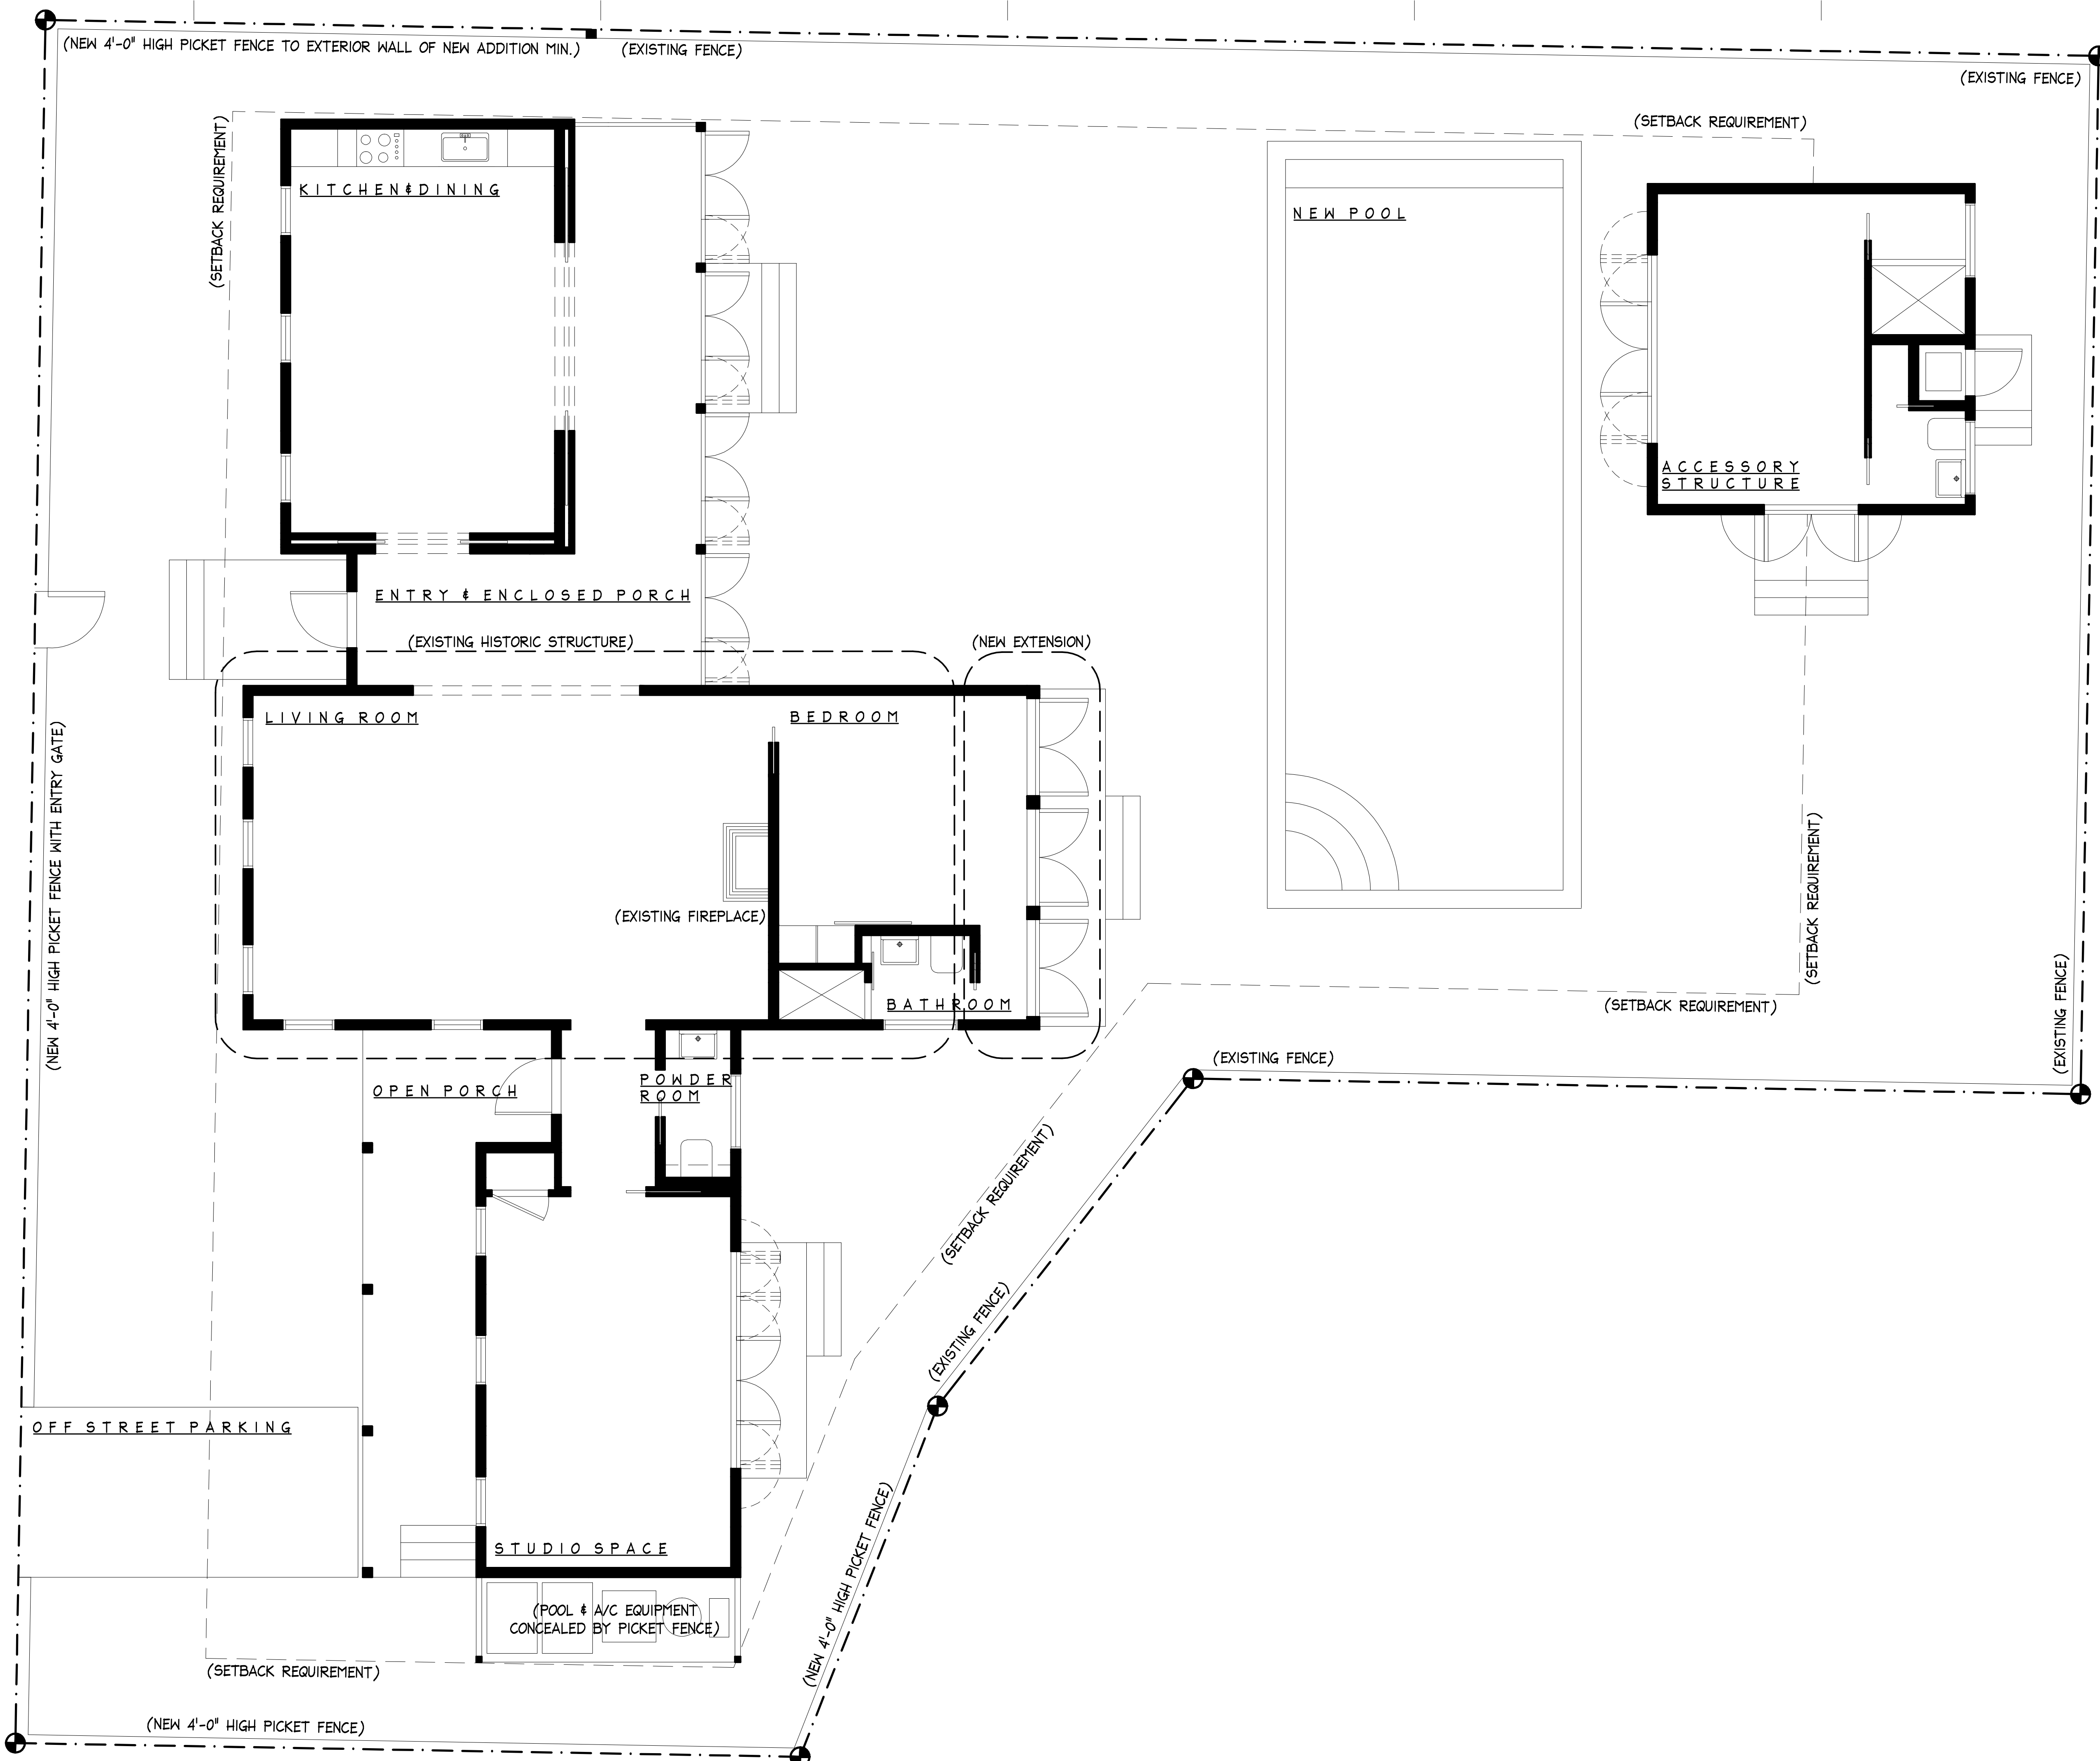 (NEW 4'-0" HIGH PICKET FENCE TO EXTERIOR WALL OF NEW ADDITION MIN.)
(EXISTING FENCE)
(EXISTING FENCE)
(SETBACK REQUIREMENT)
(SETBACK REQUIREMENT)
KITCHEN & DINING
NEW POOL
ACCESSORY
STRUCTURE
ENTRY & ENCLOSED PORCH
(EXISTING HISTORIC STRUCTURE)
(NEW EXTENSION)
LIVING ROOM
BEDROOM
(NEW 4'-0" HIGH PICKET FENCE WITH ENTRY GATE)
(EXISTING FIREPLACE)
(SETBACK REQUIREMENT)
BATHROOM
(SETBACK REQUIREMENT)
(EXISTING FENCE)
(EXISTING FENCE)
OPEN PORCH
POWDER
ROOM
(SETBACK REQUIREMENT)
(EXISTING FENCE)
OFF STREET PARKING
STUDIO SPACE
(NEW 4'-0" HIGH PICKET FENCE)
(POOL & A/C EQUIPMENT
CONCEALED BY PICKET FENCE)
(SETBACK REQUIREMENT)
(NEW 4'-0" HIGH PICKET FENCE)